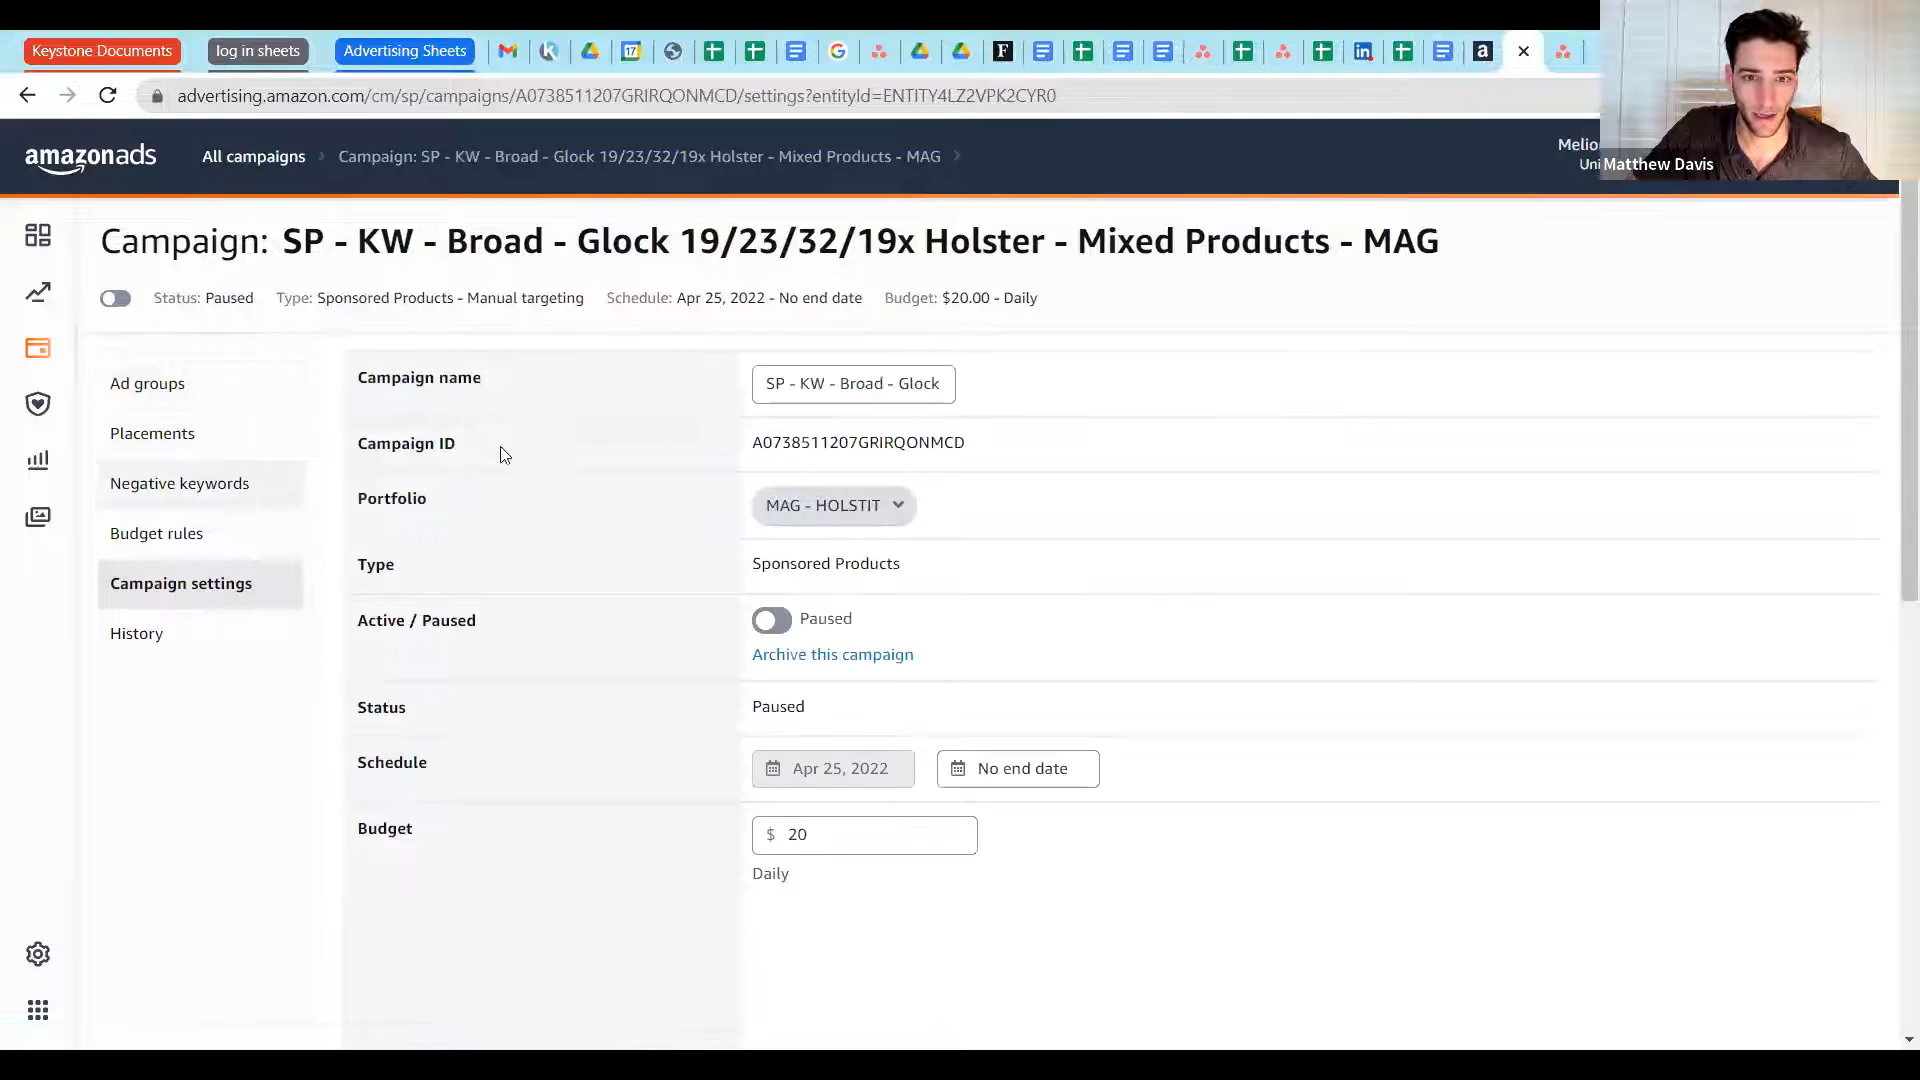 Keystone Documents log in sheets Advertising Sheets
advertising.amazon.com/cm/sp/campaigns/A0738511207GRIRQONMCD/settings?entityId=ENTITY4LZ2VPK2CYR0
amazonads All campaigns Campaign: SP - KW - Broad - Glock 19/23/32/19x Holster - Mixed Products - MAG
Matthew Davis
Campaign: SP - KW - Broad - Glock 19/23/32/19x Holster - Mixed Products - MAG
Status: Paused Type: Sponsored Products - Manual targeting Schedule: Apr 25, 2022 - No end date Budget: $20.00 - Daily
Ad groups
Placements
Negative keywords
Budget rules
Campaign settings
History
Campaign name SP - KW - Broad - Glock
Campaign ID A0738511207GRIRQONMCD
Portfolio MAG - HOLSTIT
Type Sponsored Products
Active / Paused Paused
Archive this campaign
Status Paused
Schedule Apr 25, 2022 No end date
Budget $ 20
Daily